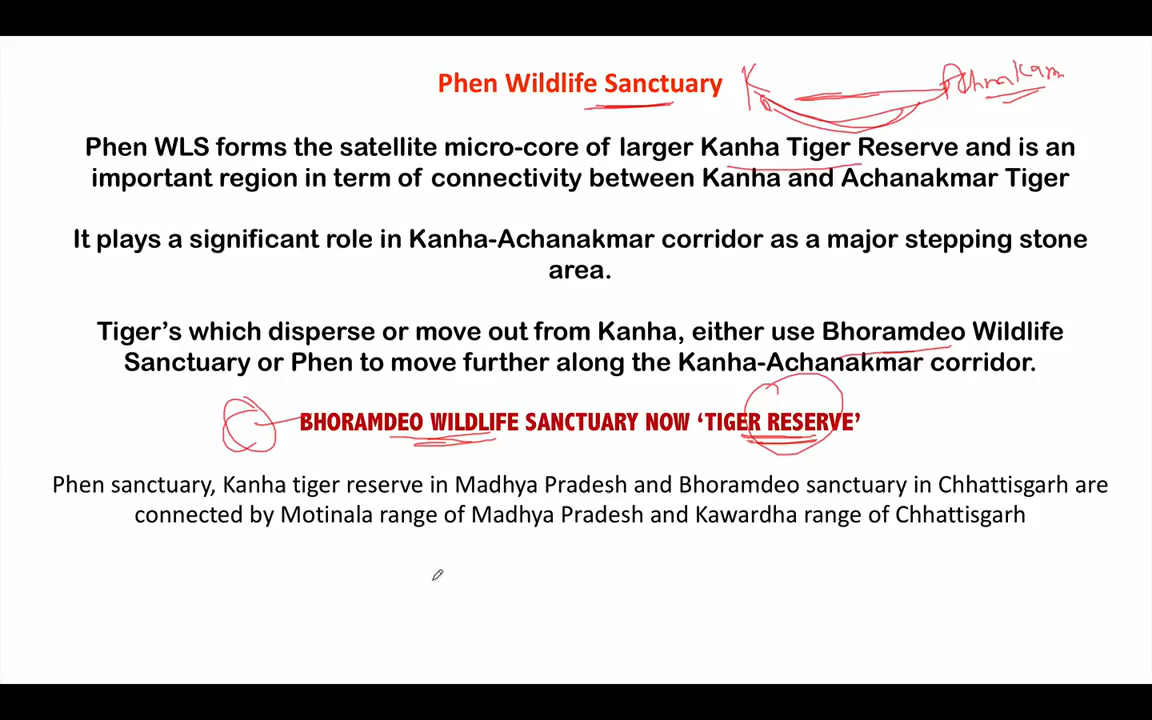 Phen Wildlife Sanctuary
K
Phen WLS forms the satellite micro-core of larger Kanha Tiger Reserve and is an
important region in term of connectivity between Kanha and Achanakmar Tiger
It plays a significant role in Kanha-Achanakmar corridor as a major stepping stone
area.
Tiger’s which disperse or move out from Kanha, either use Bhoramdeo Wildlife
Sanctuary or Phen to move further along the Kanha-Achanakmar corridor.
BHORAMDEO WILDLIFE SANCTUARY NOW ‘TIGER RESERVE’
Phen sanctuary, Kanha tiger reserve in Madhya Pradesh and Bhoramdeo sanctuary in Chhattisgarh are
connected by Motinala range of Madhya Pradesh and Kawardha range of Chhattisgarh